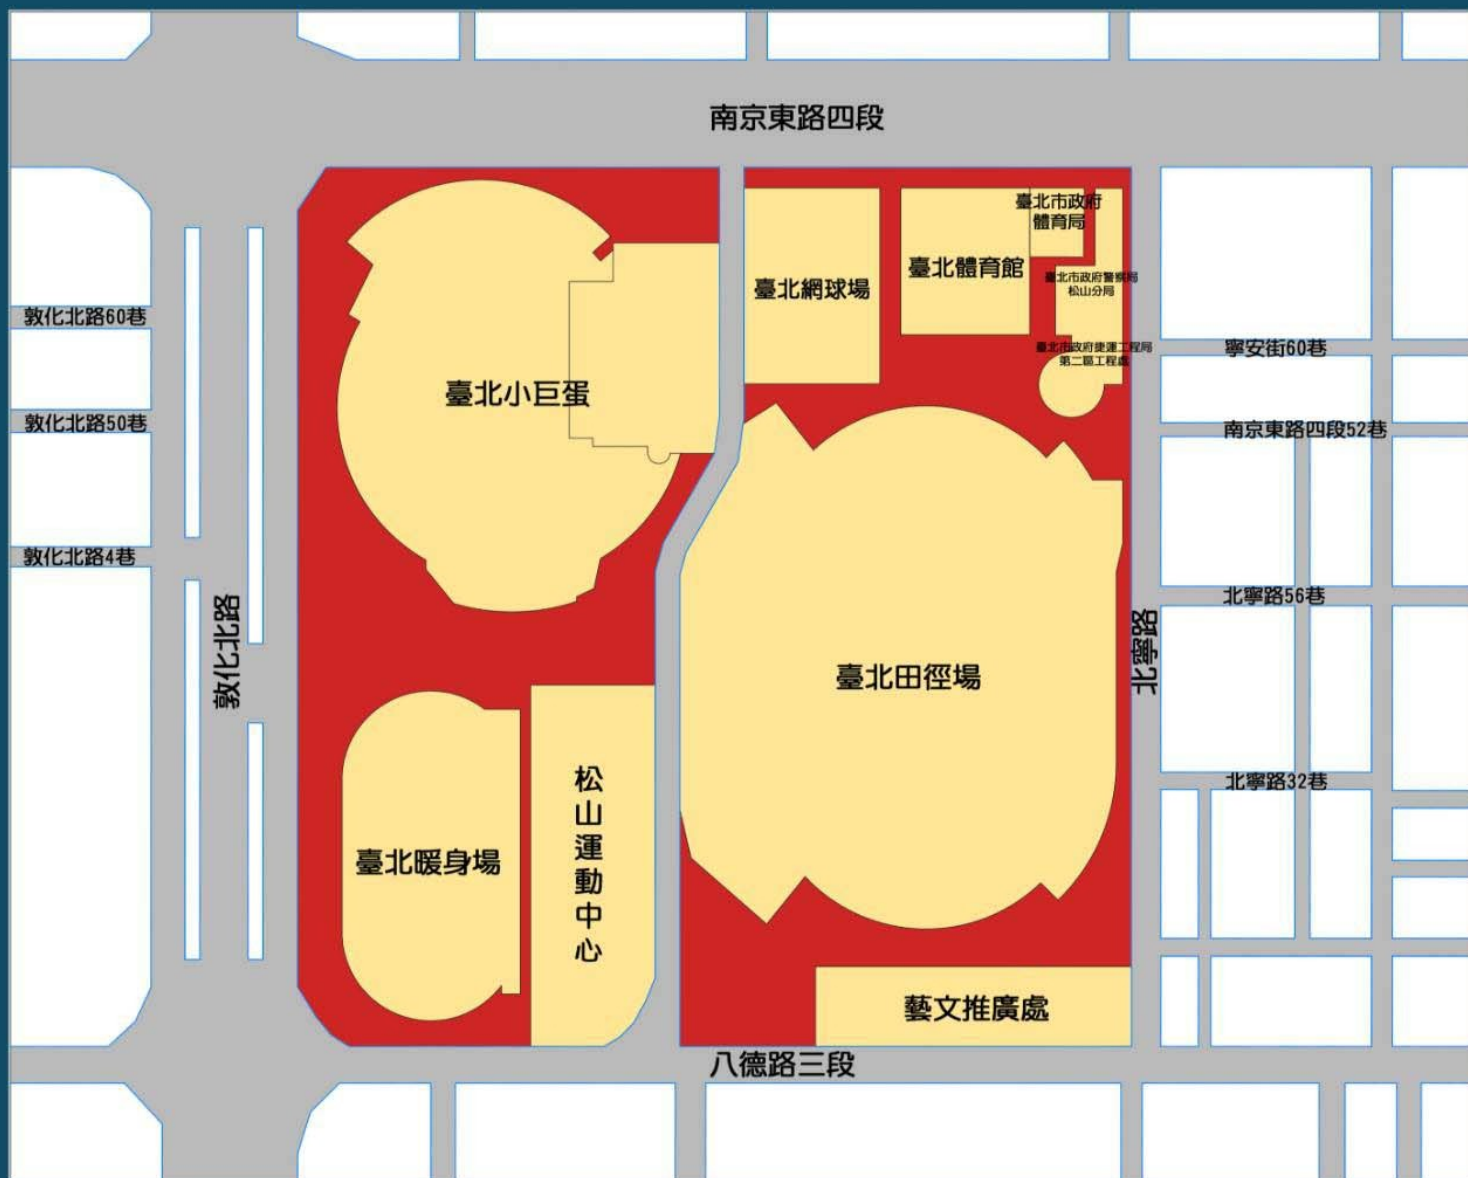 南京東路四段
臺北市政府
體育局
臺北體育館
臺北網球場
臺北市政府警察局
松山分局
敦化北路60巷
臺北市政府捷運工程局
第二區工程處
寧安街60巷
臺北小巨蛋
敦化北路50巷
南京東路四段52巷
敦化北路4巷
北寧路56巷
敦化北路
北寧路
臺北田徑場
北寧路32巷
臺北暖身場
松山運動中心
藝文推廣處
八德路三段